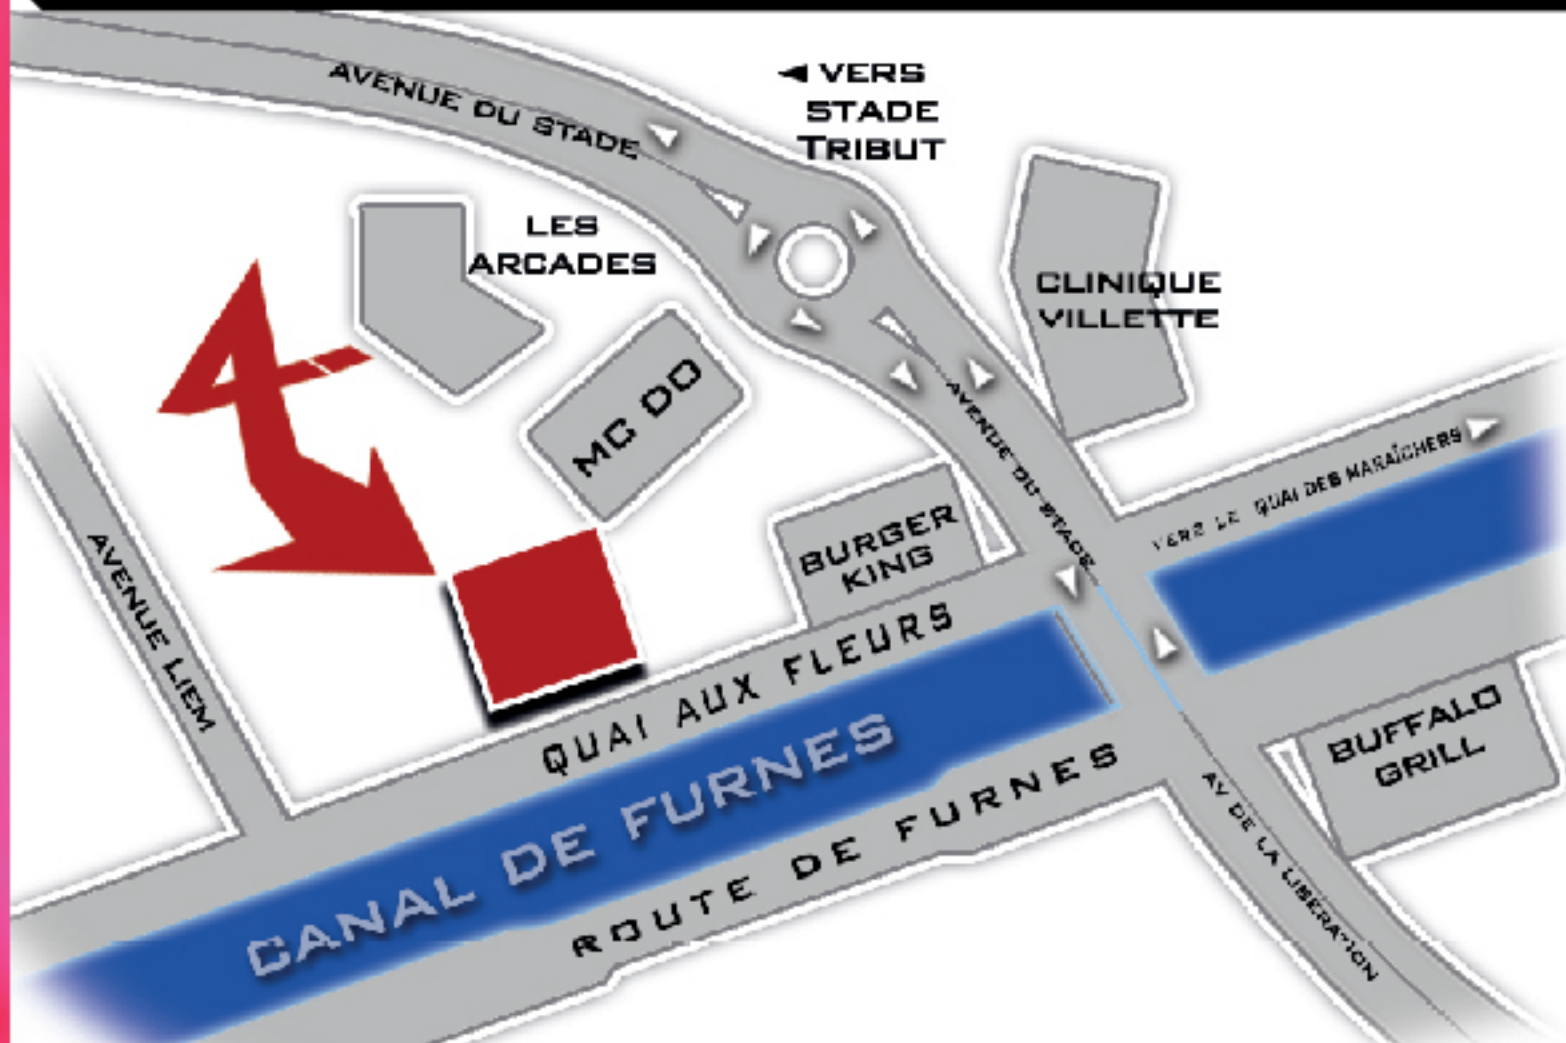 AVENUE DU STADE
VERS
STADE
TRIBUT
LES
ARCADES
CLINIQUE
VILLETTE
MC DO
AVENUE DU STADE
VERS LE QUAI DES MARAÎCHERS
BURGER
KING
AVENUE LIEM
QUAI AUX FLEURS
CANAL DE FURNES
ROUTE DE FURNES
BUFFALO
GRILL
AV DE LA LIBERATION